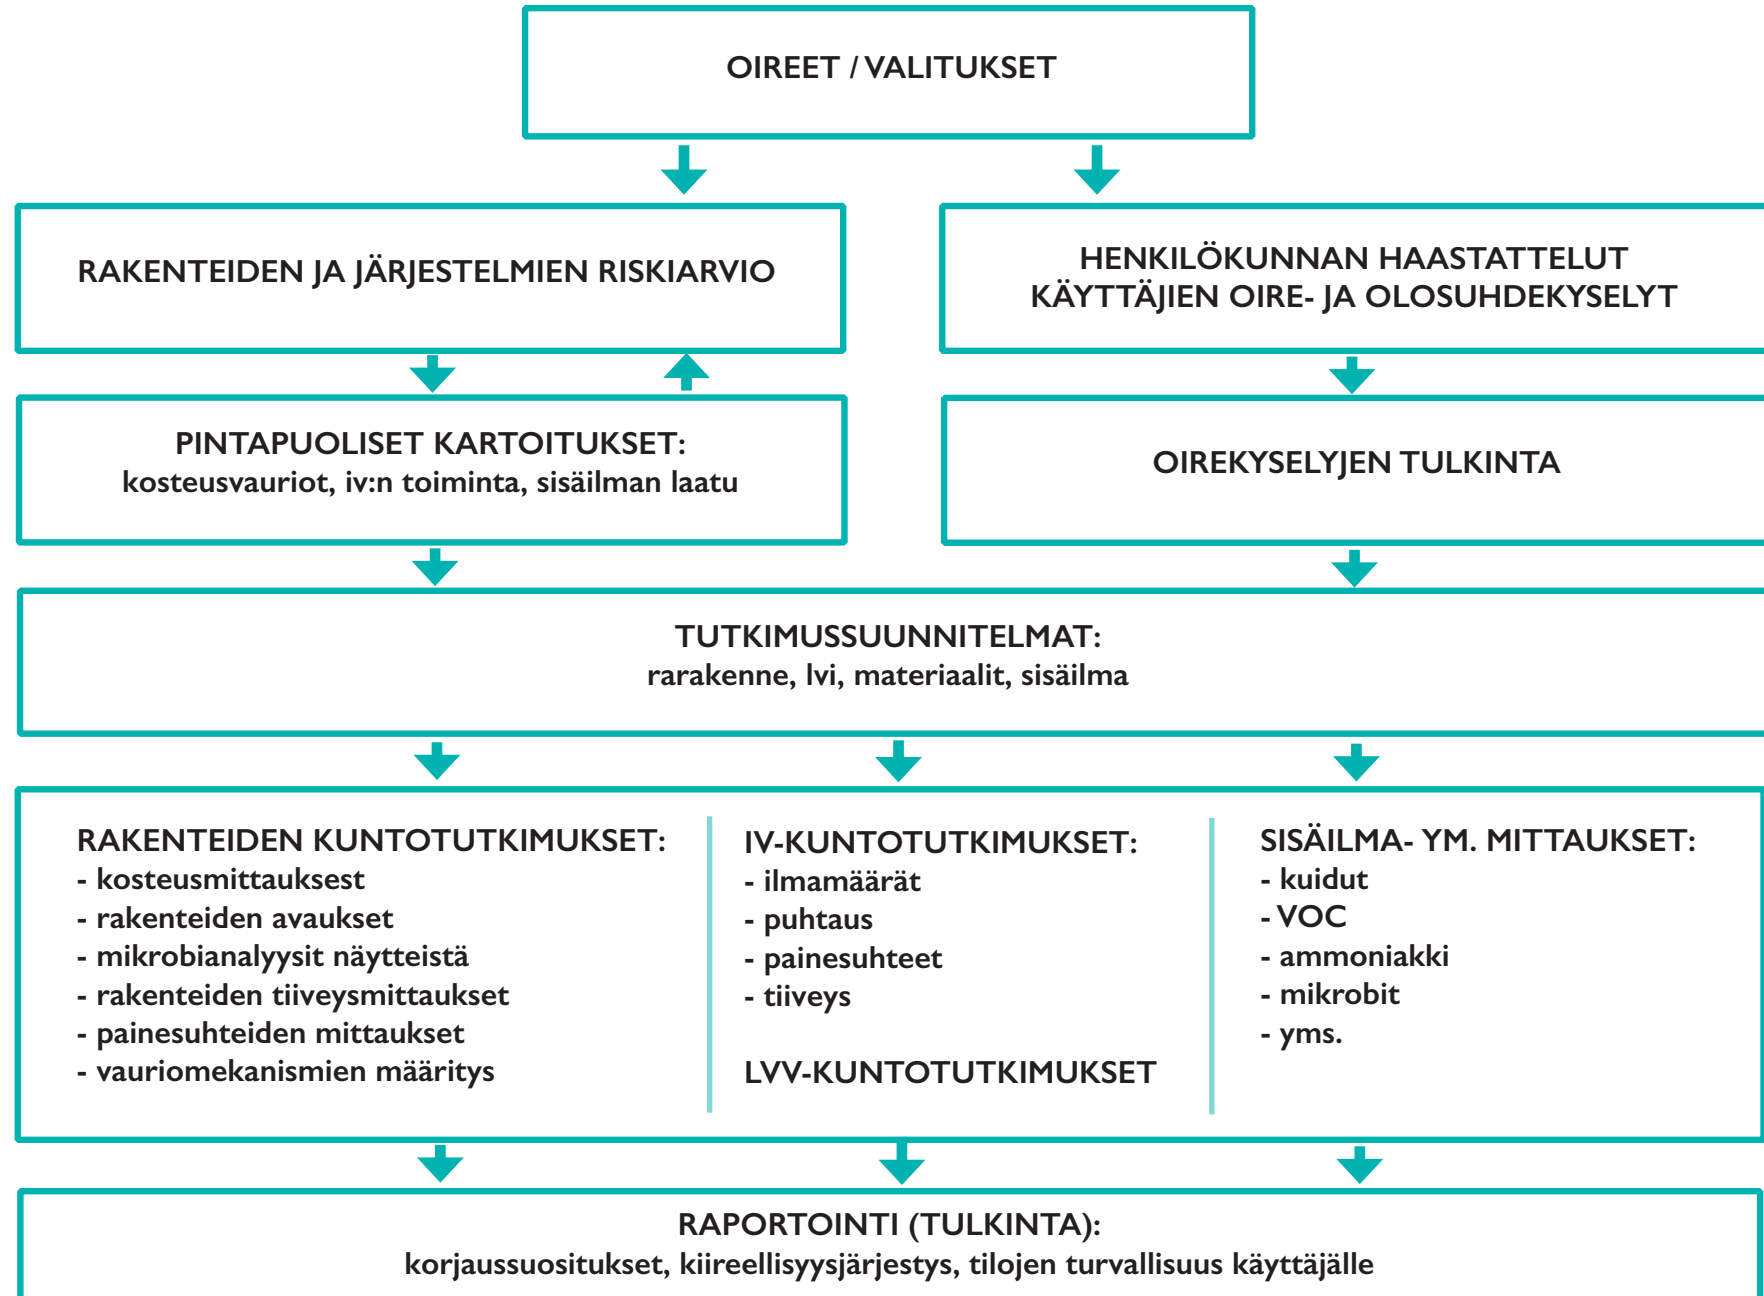 OIREET / VALITUKSET
RAKENTEIDEN JA JÄRJESTELMIEN RISKIARVIO
HENKILÖKUNNAN HAASTATTELUT
KÄYTTÄJIEN OIRE- JA OLOSUHDEKYSELYT
PINTAPUOLISET KARTOITUKSET:
kosteusvauriot, iv:n toiminta, sisäilman laatu
OIREKYSELYJEN TULKINTA
TUTKIMUSSUUNNITELMAT:
rarakenne, lvi, materiaalit, sisäilma
RAKENTEIDEN KUNTOTUTKIMUKSET:
- kosteusmittauksest
- rakenteiden avaukset
- mikrobianalyysit näytteistä
- rakenteiden tiiveysmittaukset
- painesuhteiden mittaukset
- vauriomekanismien määritys
IV-KUNTOTUTKIMUKSET:
- ilmamäärät
- puhtaus
- painesuhteet
- tiiveys
LVV-KUNTOTUTKIMUKSET
SISÄILMA- YM. MITTAUKSET:
- kuidut
- VOC
- ammoniakki
- mikrobit
- yms.
RAPORTOINTI (TULKINTA):
korjaussuositukset, kiireellisyysjärjestys, tilojen turvallisuus käyttäjälle